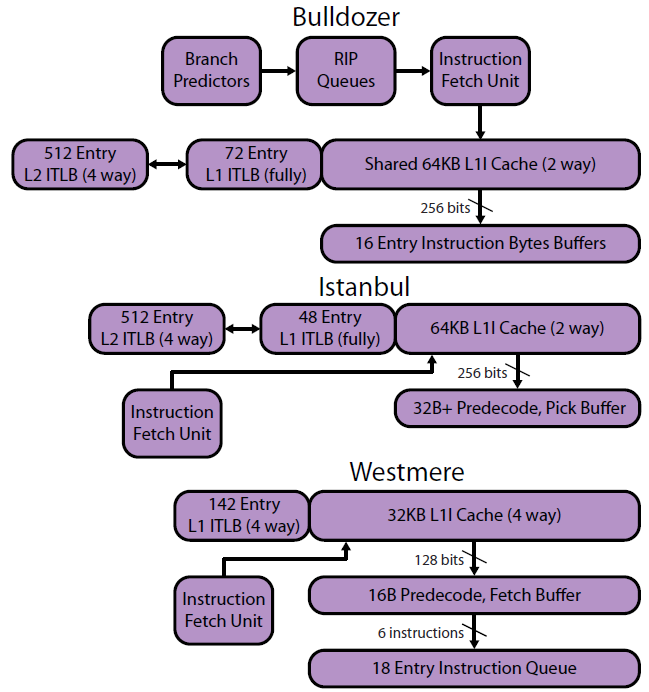 Bulldozer
Branch
Predictors
RIP
Queues
Instruction
Fetch Unit
512 Entry
L2 ITLB (4 way)
72 Entry
L1 ITLB (fully)
Shared 64KB L1I Cache (2 way)
256 bits
16 Entry Instruction Bytes Buffers
Istanbul
512 Entry
L2 ITLB (4 way)
48 Entry
L1 ITLB (fully)
64KB L1I Cache (2 way)
256 bits
Instruction
Fetch Unit
32B+ Predecode, Pick Buffer
Westmere
142 Entry
L1 ITLB (4 way)
32KB L1I Cache (4 way)
128 bits
Instruction
Fetch Unit
16B Predecode, Fetch Buffer
6 instructions
18 Entry Instruction Queue